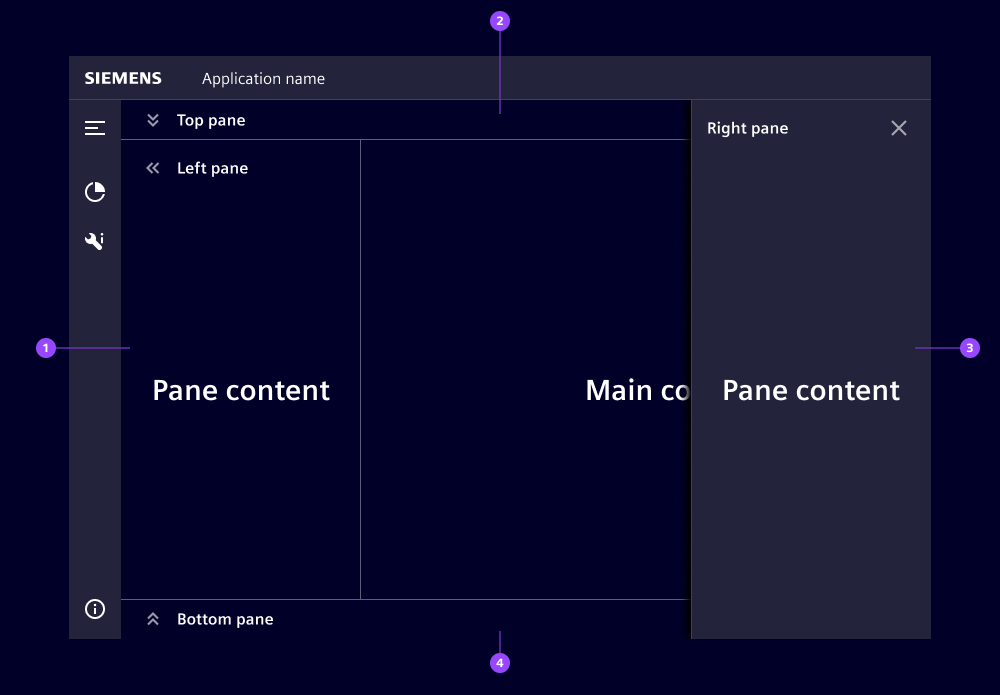 2
SIEMENS Application name
Top pane
Right pane
Left pane
1
3
Pane content
Main co
Pane content
Bottom pane
4